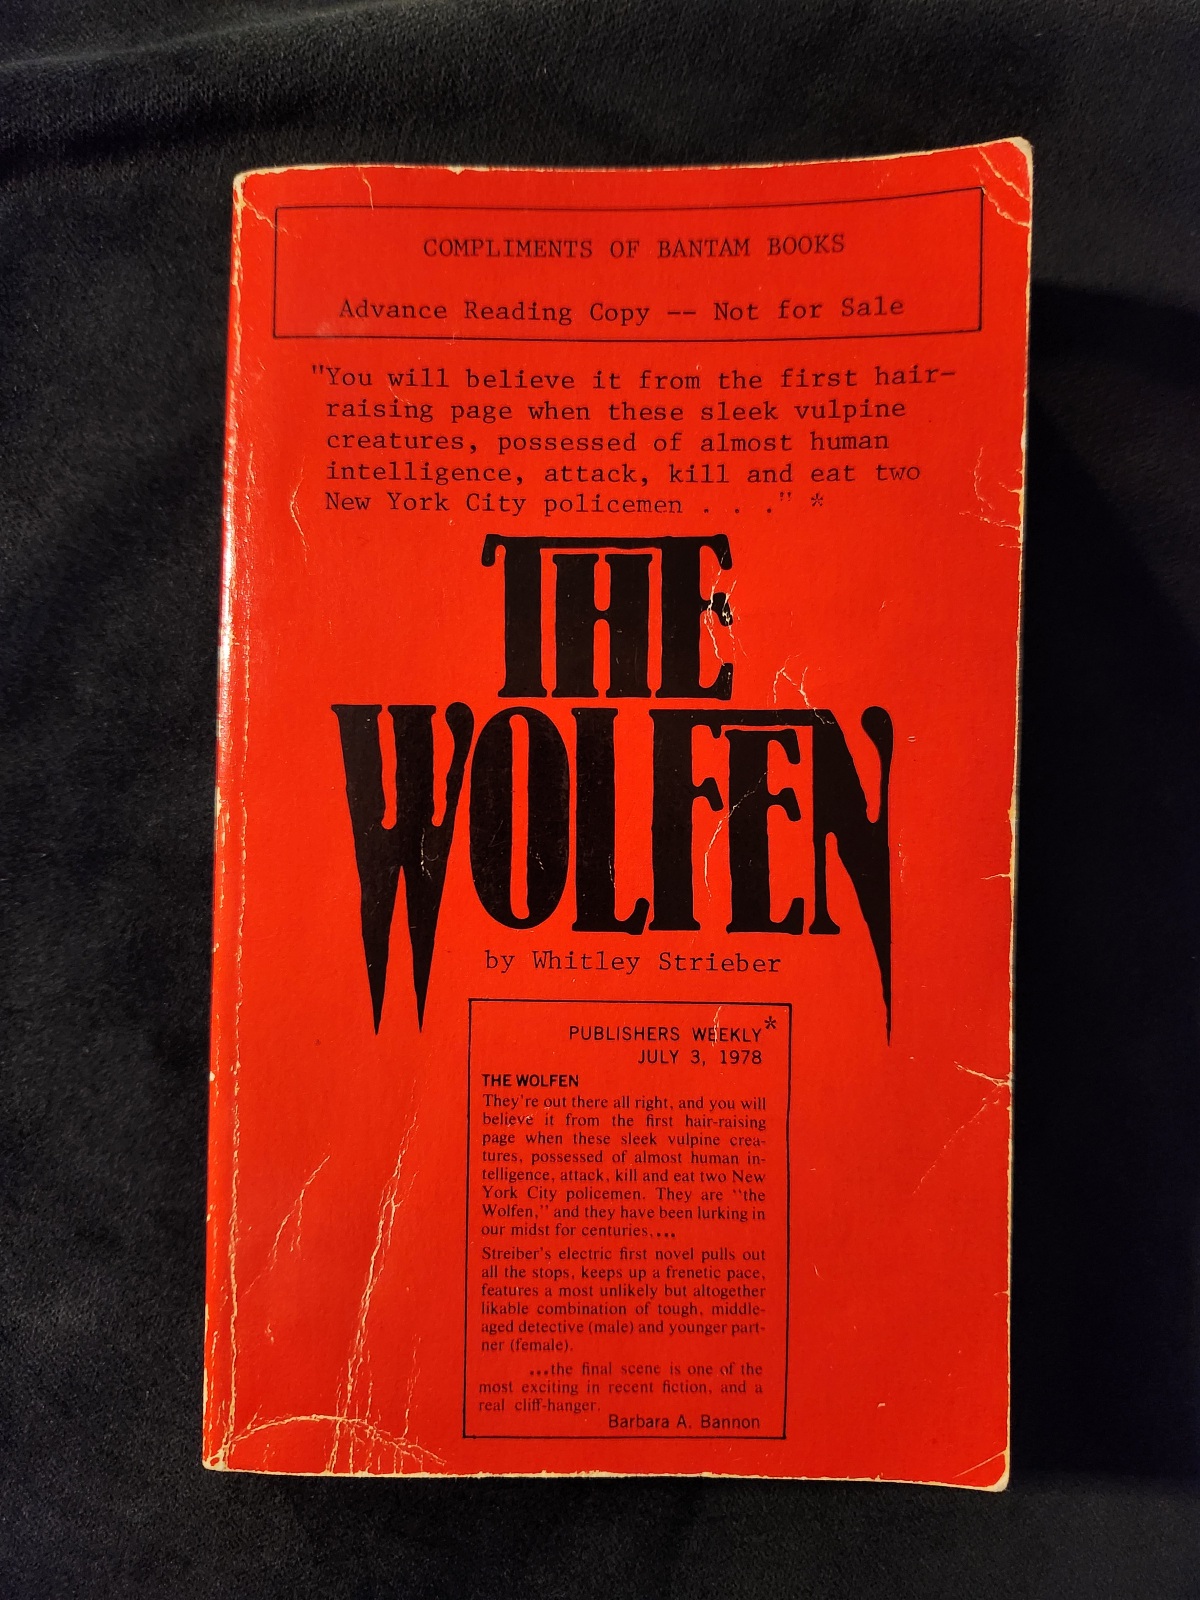 COMPLIMENTS OF BANTAM BOOKS
Advance Reading Copy -- Not for Sale
"You will believe it from the first hair-
raising page when these sleek vulpine
creatures, possessed of almost human
intelligence, attack, kill and eat two
New York City policemen . . ." *
THE
WOLFEN
by Whitley Strieber
PUBLISHERS WEEKLY*
JULY 3, 1978
THE WOLFEN
They're out there all right, and you will
believe it from the first hair-raising
page when these sleek vulpine crea-
tures, possessed of almost human in-
telligence, attack, kill and eat two New
York City policemen. They are "the
Wolfen," and they have been lurking in
our midst for centuries....
Streiber's electric first novel pulls out
all the stops, keeps up a frenetic pace,
features a most unlikely but altogether
likable combination of tough, middle-
aged detective (male) and younger part-
ner (female).
...the final scene is one of the
most exciting in recent fiction, and a
real cliff-hanger.
Barbara A. Bannon